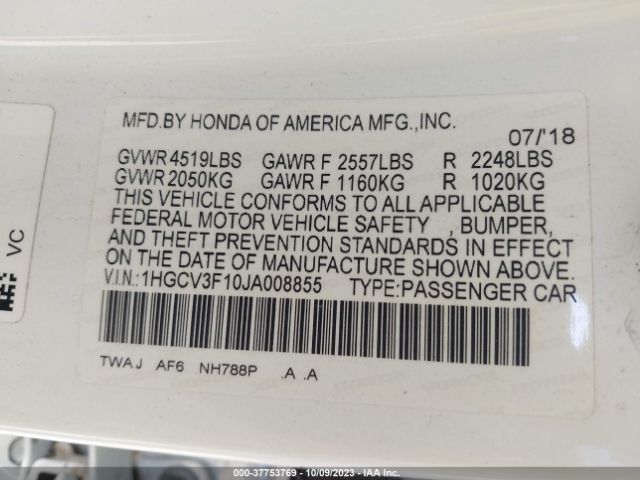 MFD.BY HONDA OF AMERICA MFG.,INC.
07/'18
GVWR 4519LBS GAWR F 2557LBS R 2248LBS
GVWR 2050KG GAWR F 1160KG R 1020KG
THIS VEHICLE CONFORMS TO ALL APPLICABLE
FEDERAL MOTOR VEHICLE SAFETY , BUMPER,
AND THEFT PREVENTION STANDARDS IN EFFECT
ON THE DATE OF MANUFACTURE SHOWN ABOVE.
V.I.N.:1HGCV3F10JA008855 TYPE:PASSENGER CAR
TWAJ AF6 NH788P .A .A
VC
000-37753769 - 10/09/2023 - IAAI.COM